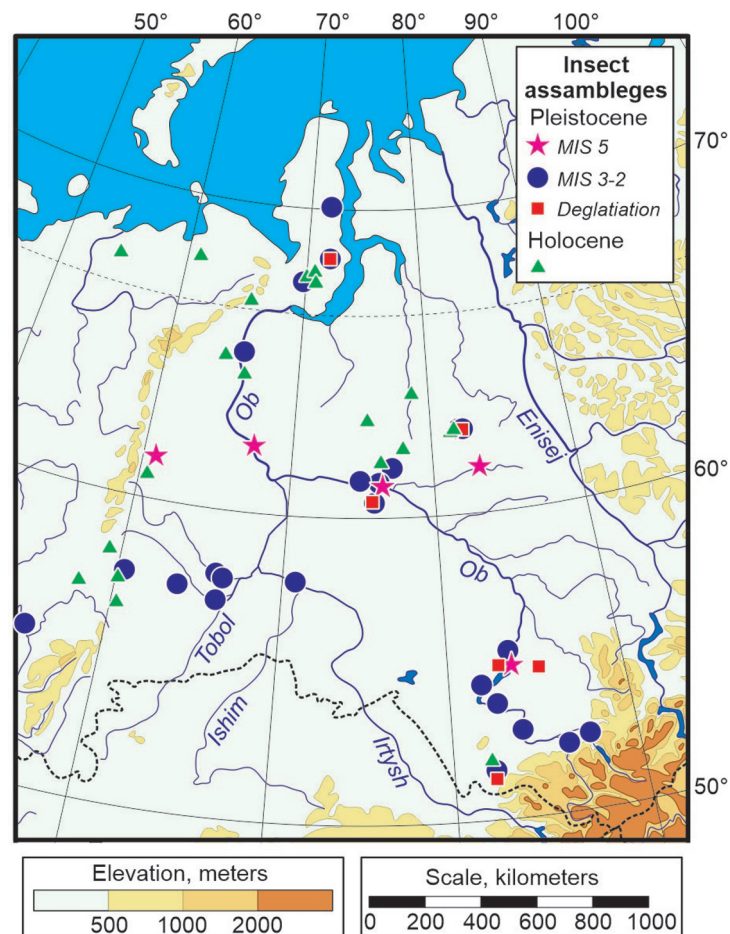 50° 60° 70° 80° 90° 100°
Insect
assambleges
Pleistocene
MIS 5
MIS 3-2
Deglatiation
Holocene
70°
60°
50°
Ob
Enisej
Ob
Tobol
Ishim
Irtysh
Elevation, meters
500 1000 2000
Scale, kilometers
0 200 400 600 800 1000